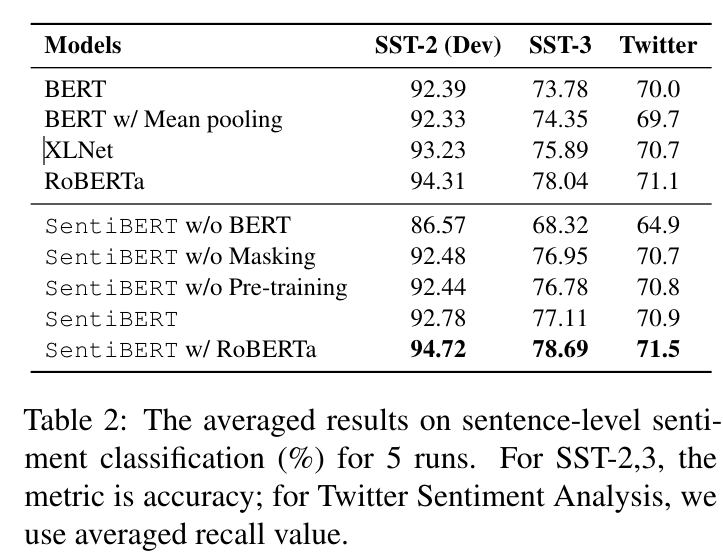 Models SST-2 (Dev) SST-3 Twitter
BERT 92.39 73.78 70.0
BERT w/ Mean pooling 92.33 74.35 69.7
XLNet 93.23 75.89 70.7
RoBERTa 94.31 78.04 71.1
SentiBERT w/o BERT 86.57 68.32 64.9
SentiBERT w/o Masking 92.48 76.95 70.7
SentiBERT w/o Pre-training 92.44 76.78 70.8
SentiBERT 92.78 77.11 70.9
SentiBERT w/ RoBERTa 94.72 78.69 71.5
Table 2: The averaged results on sentence-level senti-
ment classification (%) for 5 runs. For SST-2,3, the
metric is accuracy; for Twitter Sentiment Analysis, we
use averaged recall value.